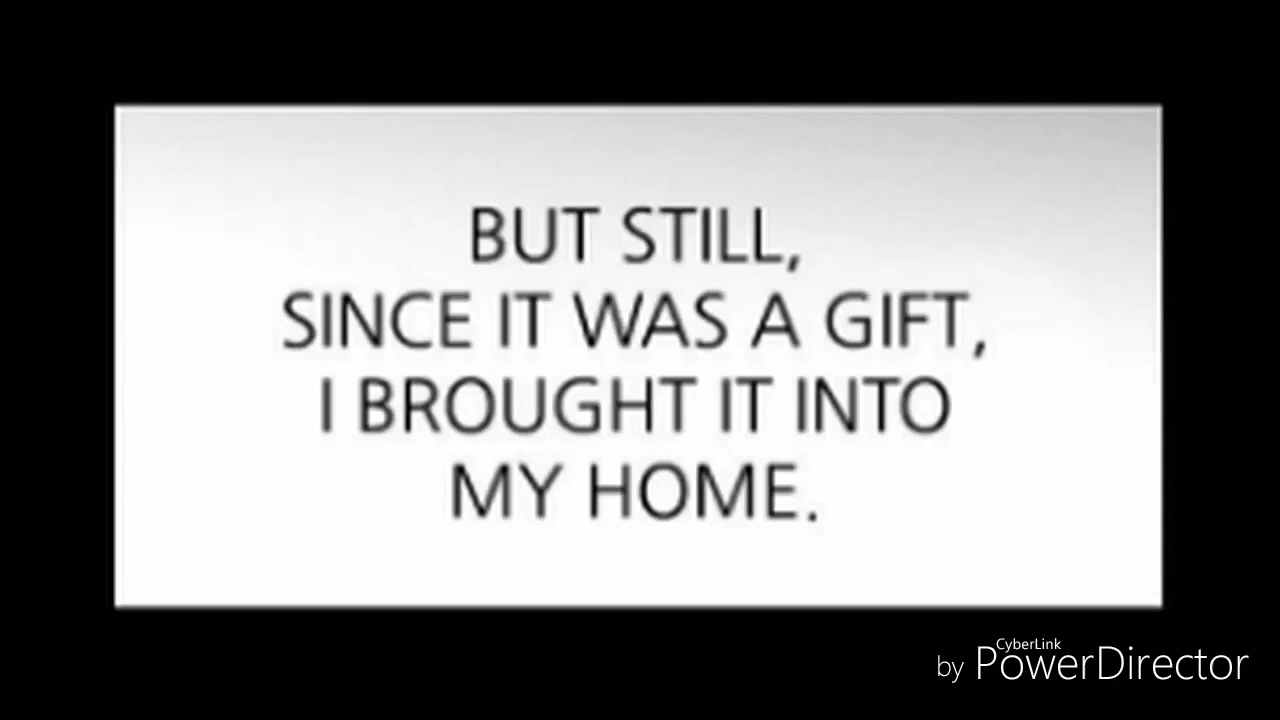 BUT STILL,
SINCE IT WAS A GIFT,
I BROUGHT IT INTO
MY HOME.
CyberLink
by PowerDirector